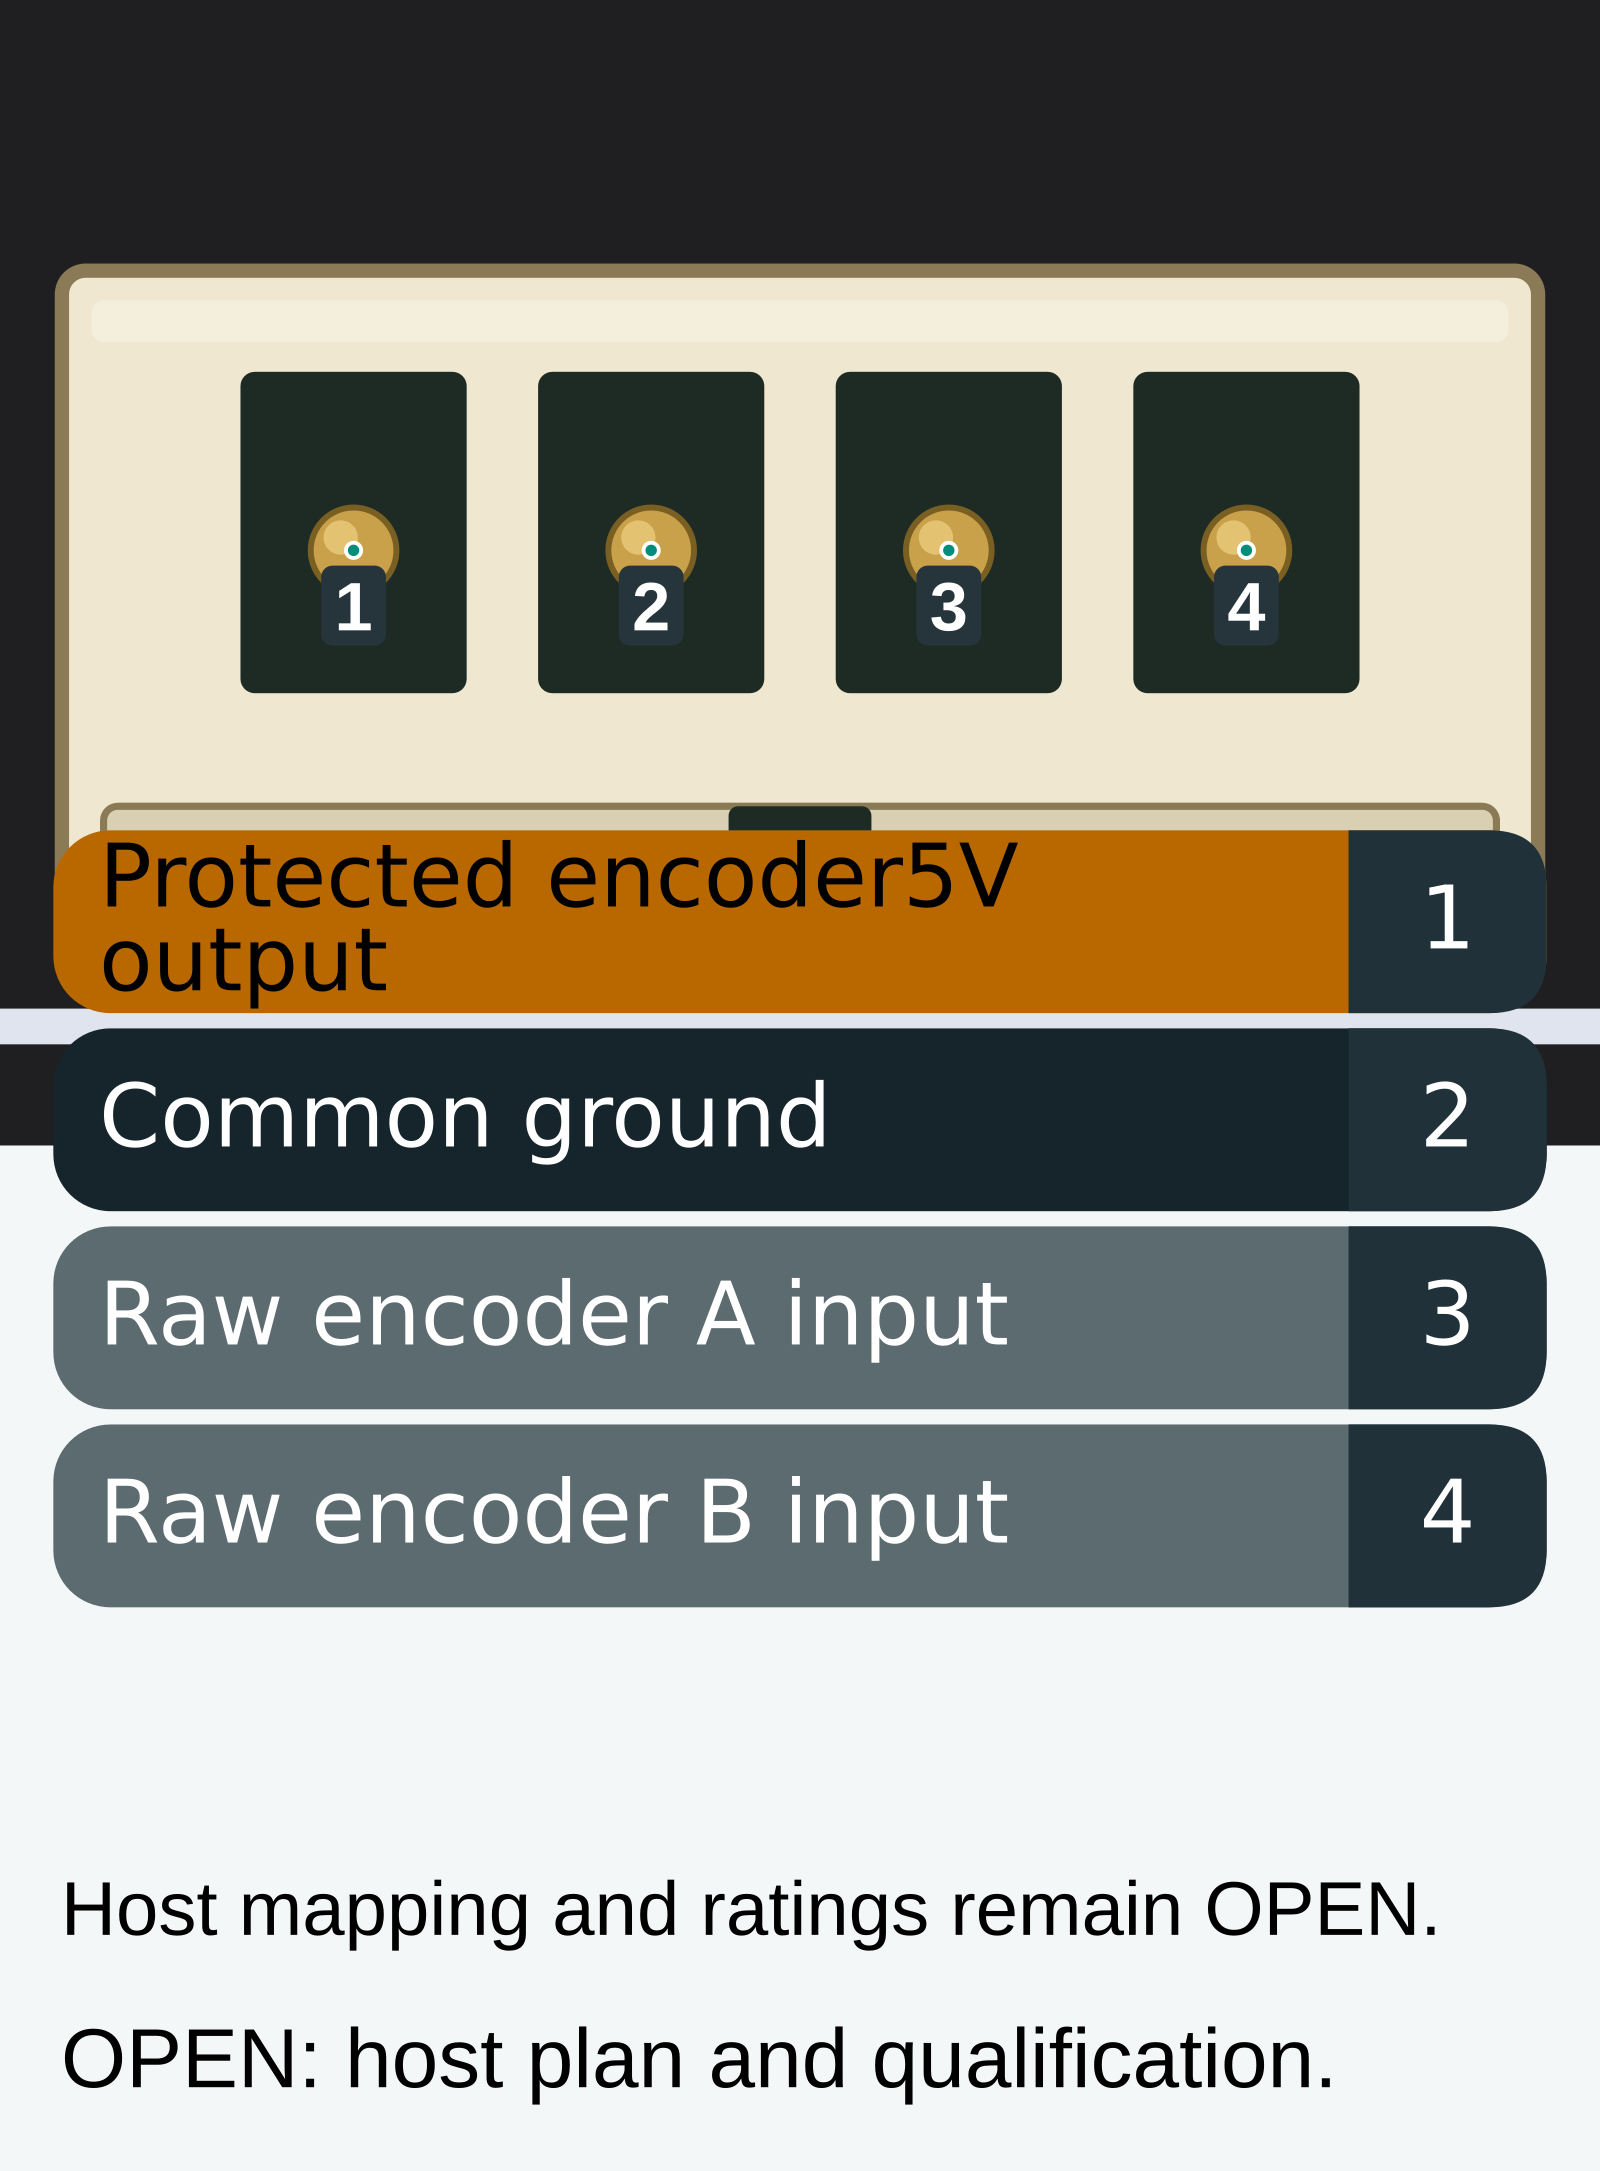 1 2 3 4
Protected encoder5V
output
1
Common ground
2
Raw encoder A input
3
Raw encoder B input
4
Host mapping and ratings remain OPEN.
OPEN: host plan and qualification.